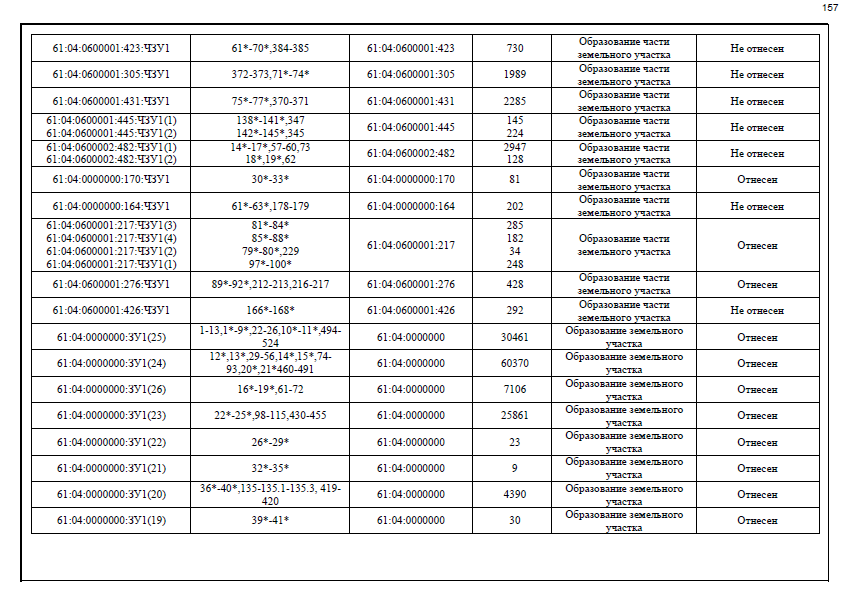 157
61:04:0600001:423:ЧЗУ1 61*-70*,384-385 61:04:0600001:423 730 Образование части земельного участка Не отнесен
61:04:0600001:305:ЧЗУ1 372-373,71*-74* 61:04:0600001:305 1989 Образование части земельного участка Не отнесен
61:04:0600001:431:ЧЗУ1 75*-77*,370-371 61:04:0600001:431 2285 Образование части земельного участка Не отнесен
61:04:0600001:445:ЧЗУ1(1) 138*-141*,347 61:04:0600001:445 145 Образование части земельного участка Не отнесен
61:04:0600001:445:ЧЗУ1(2) 142*-145*,345 224
61:04:0600002:482:ЧЗУ1(1) 14*-17*,57-60,73 61:04:0600002:482 2947 Образование части земельного участка Не отнесен
61:04:0600002:482:ЧЗУ1(2) 18*,19*,62 128
61:04:0000000:170:ЧЗУ1 30*-33* 61:04:0000000:170 81 Образование части земельного участка Отнесен
61:04:0000000:164:ЧЗУ1 61*-63*,178-179 61:04:0000000:164 202 Образование части земельного участка Не отнесен
61:04:0600001:217:ЧЗУ1(3) 81*-84* 61:04:0600001:217 285 Образование части земельного участка Отнесен
61:04:0600001:217:ЧЗУ1(4) 85*-88* 182
61:04:0600001:217:ЧЗУ1(2) 79*-80*,229 34
61:04:0600001:217:ЧЗУ1(1) 97*-100* 248
61:04:0600001:276:ЧЗУ1 89*-92*,212-213,216-217 61:04:0600001:276 428 Образование части земельного участка Отнесен
61:04:0600001:426:ЧЗУ1 166*-168* 61:04:0600001:426 292 Образование части земельного участка Не отнесен
61:04:0000000:ЗУ1(25) 1-13,1*-9*,22-26,10*-11*,494-524 61:04:0000000 30461 Образование земельного участка Отнесен
61:04:0000000:ЗУ1(24) 12*,13*,29-56,14*,15*,74-93,20*,21*460-491 61:04:0000000 60370 Образование земельного участка Отнесен
61:04:0000000:ЗУ1(26) 16*-19*,61-72 61:04:0000000 7106 Образование земельного участка Отнесен
61:04:0000000:ЗУ1(23) 22*-25*,98-115,430-455 61:04:0000000 25861 Образование земельного участка Отнесен
61:04:0000000:ЗУ1(22) 26*-29* 61:04:0000000 23 Образование земельного участка Отнесен
61:04:0000000:ЗУ1(21) 32*-35* 61:04:0000000 9 Образование земельного участка Отнесен
61:04:0000000:ЗУ1(20) 36*-40*,135-135.1-135.3, 419-420 61:04:0000000 4390 Образование земельного участка Отнесен
61:04:0000000:ЗУ1(19) 39*-41* 61:04:0000000 30 Образование земельного участка Отнесен